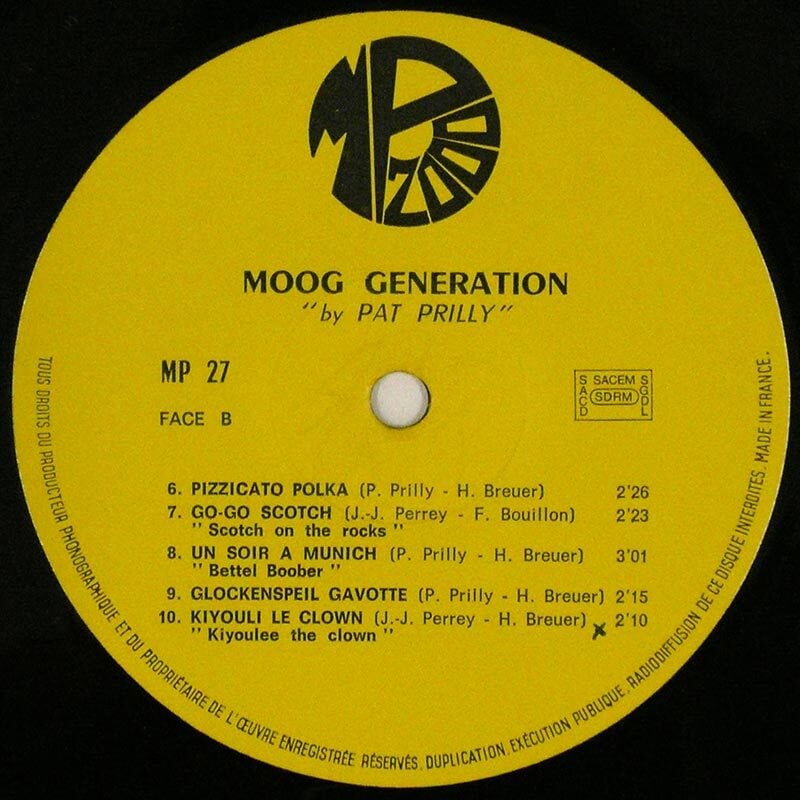 MP 2000
MOOG GENERATION
"by PAT PRILLY"
MP 27
FACE B
SACD SACEM SDRM SGDL
6. PIZZICATO POLKA (P. Prilly - H. Breuer) 2'26
7. GO-GO SCOTCH (J.-J. Perrey - F. Bouillon) 2'23
" Scotch on the rocks "
8. UN SOIR A MUNICH (P. Prilly - H. Breuer) 3'01
" Bettel Boober "
9. GLOCKENSPEIL GAVOTTE (P. Prilly - H. Breuer) 2'15
10. KIYOULI LE CLOWN (J.-J. Perrey - H. Breuer) x 2'10
" Kiyoulee the clown "
TOUS DROITS DU PRODUCTEUR PHONOGRAPHIQUE ET DU PROPRIÉTAIRE DE L'ŒUVRE ENREGISTRÉE RÉSERVÉS. DUPLICATION, EXÉCUTION PUBLIQUE, RADIODIFFUSION DE CE DISQUE INTERDITES. MADE IN FRANCE.